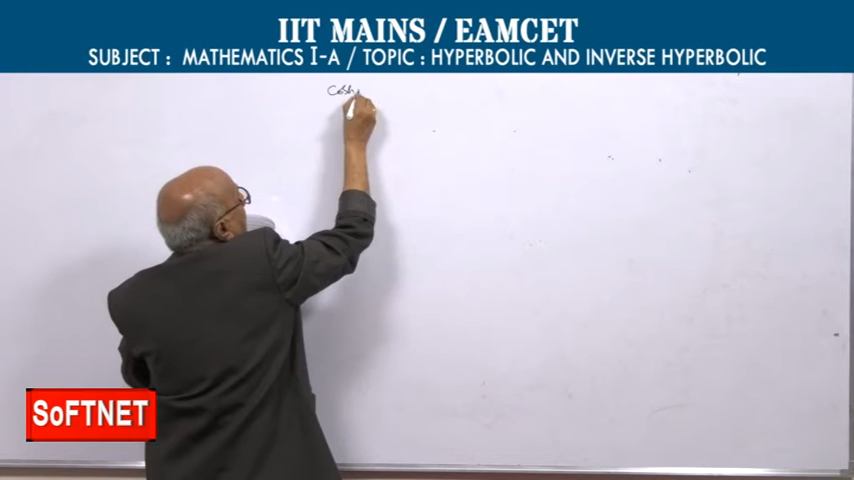 IIT MAINS / EAMCET
SUBJECT : MATHEMATICS I-A / TOPIC : HYPERBOLIC AND INVERSE HYPERBOLIC
Cosh
SoFTNET